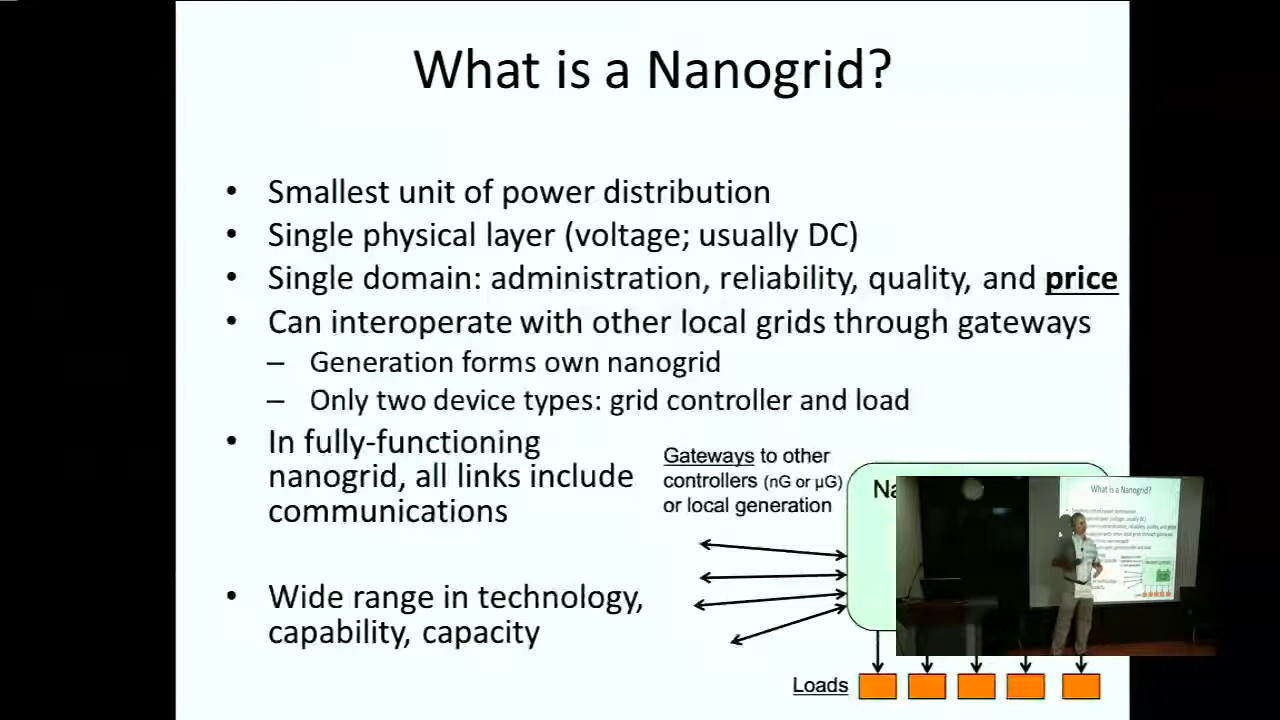 What is a Nanogrid?
• Smallest unit of power distribution
• Single physical layer (voltage; usually DC)
• Single domain: administration, reliability, quality, and price
• Can interoperate with other local grids through gateways
– Generation forms own nanogrid
– Only two device types: grid controller and load
• In fully-functioning
nanogrid, all links include
communications
• Wide range in technology,
capability, capacity
Gateways to other
controllers (nG or µG)
or local generation
Na
Loads
What is a Nanogrid?